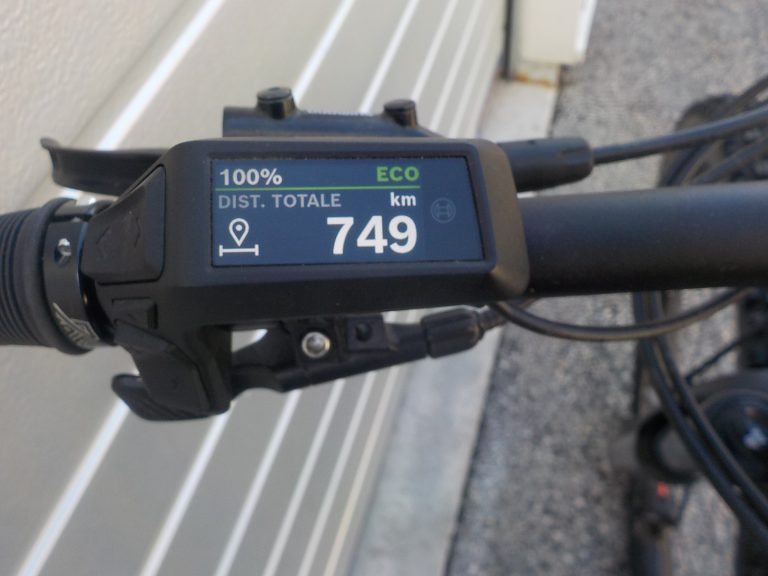 100% ECO
DIST. TOTALE km
749